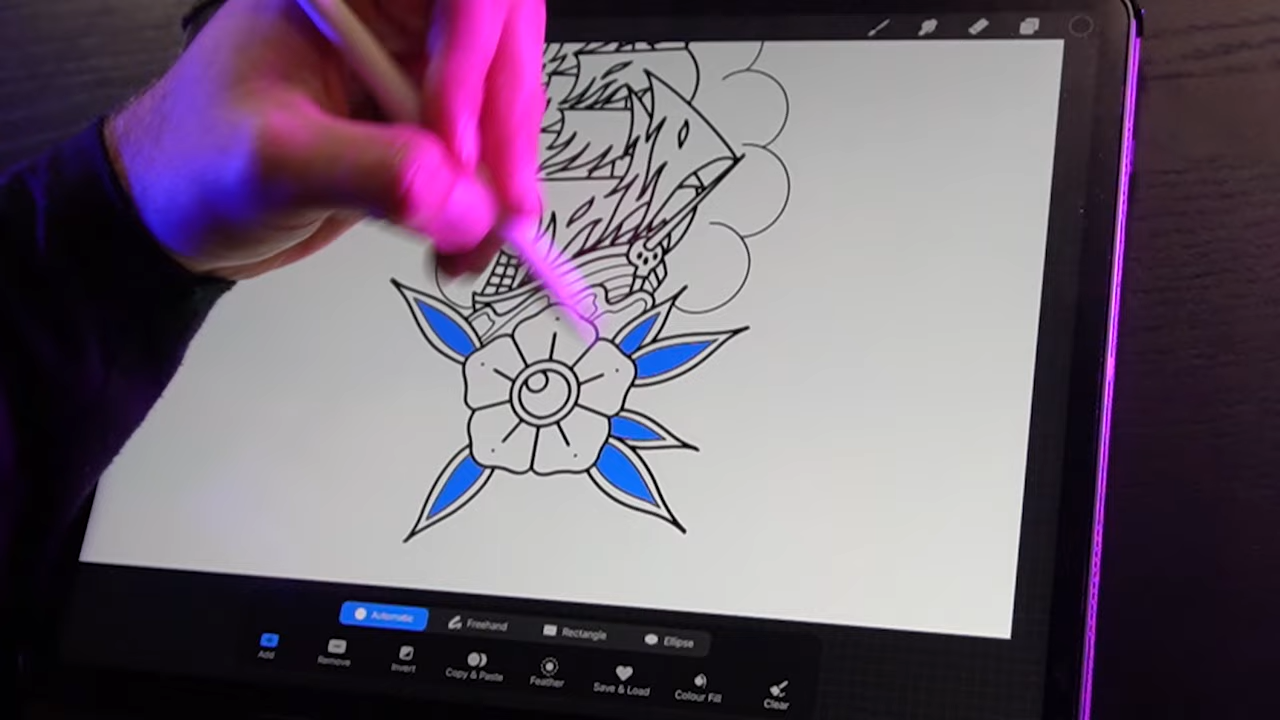 Automatic
Freehand
Rectangle
Ellipse
Add
Remove
Invert
Copy & Paste
Feather
Save & Load
Colour Fill
Clear